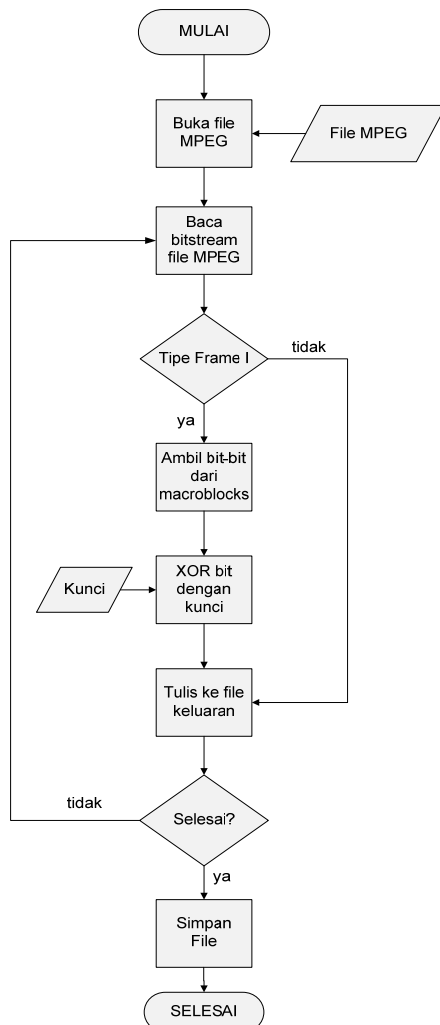 MULAI
Buka file
MPEG
File MPEG
Baca
bitstream
file MPEG
Tipe Frame I
tidak
ya
Ambil bit-bit
dari
macroblocks
Kunci
XOR bit
dengan
kunci
Tulis ke file
keluaran
tidak
Selesai?
ya
Simpan
File
SELESAI